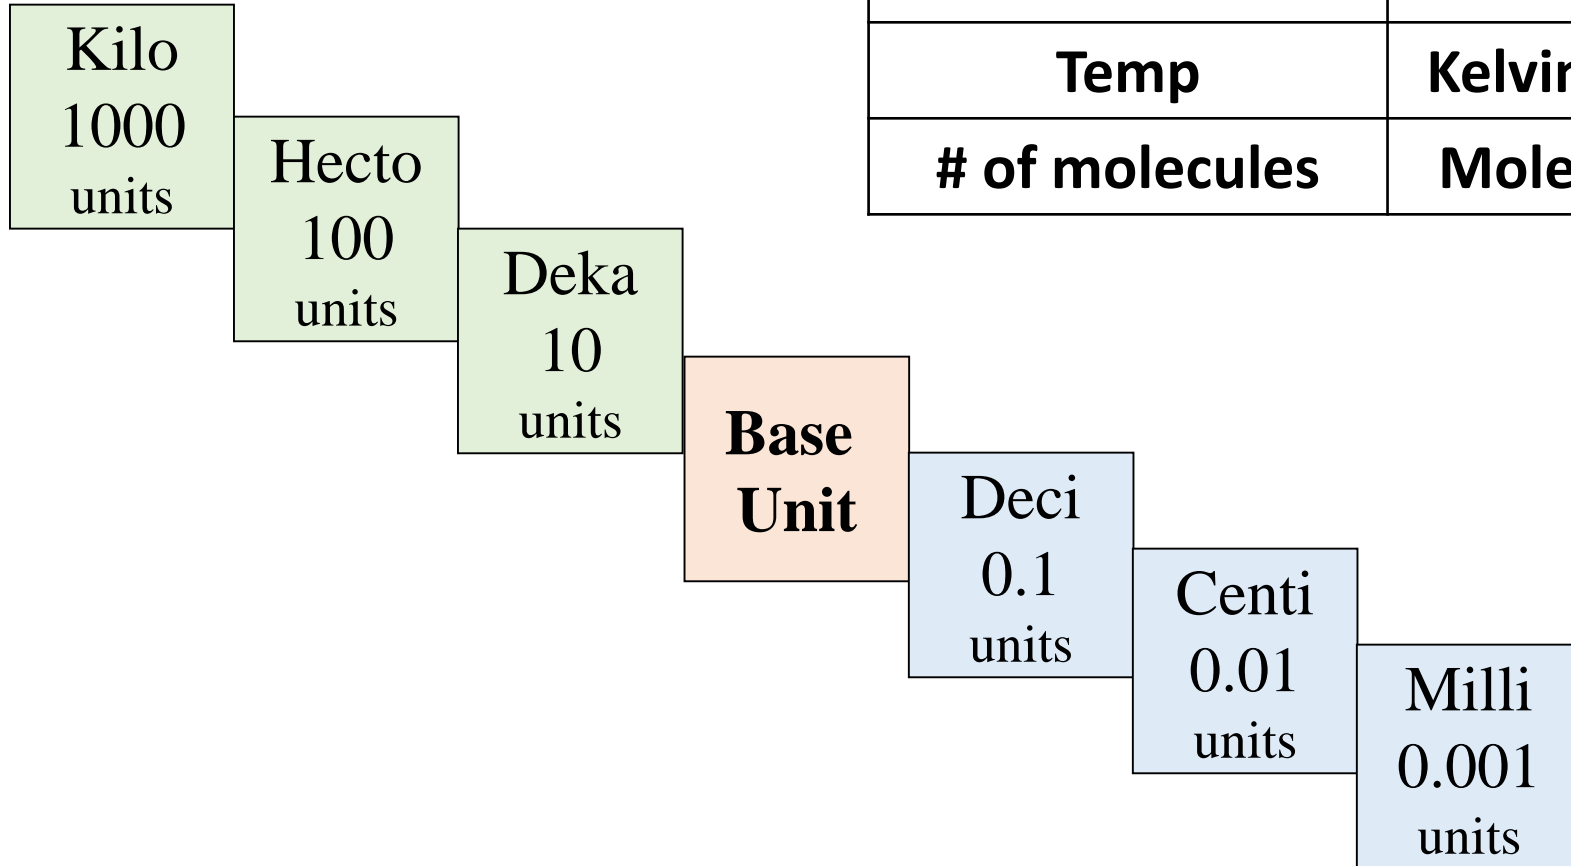 Kilo
1000
units
Hecto
100
units
Deka
10
units
Base
Unit
Deci
0.1
units
Centi
0.01
units
Milli
0.001
units
Temp
# of molecules
Mole